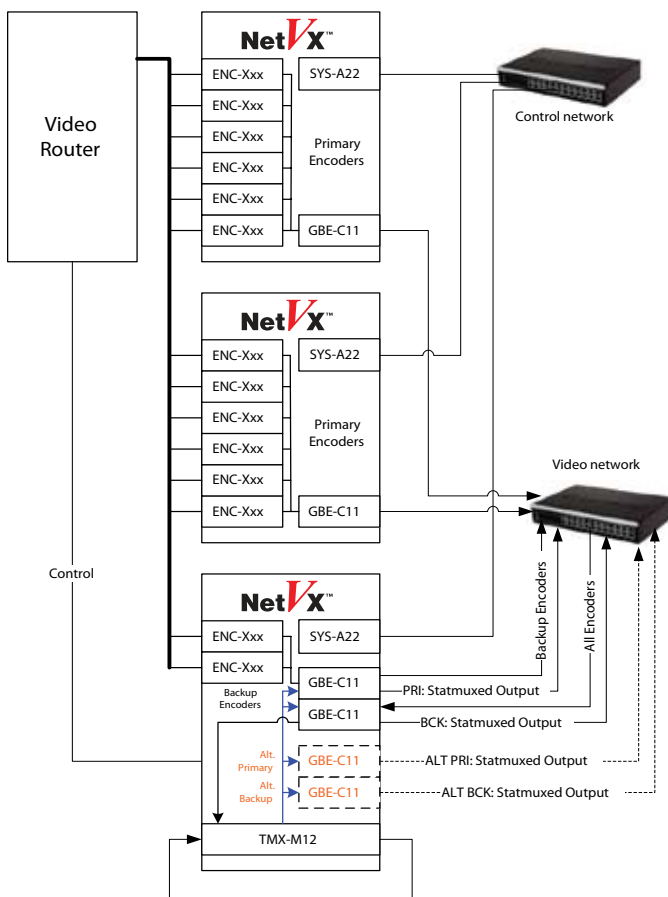 NetVX™
ENC-Xxx
SYS-A22
ENC-Xxx
ENC-Xxx
ENC-Xxx
ENC-Xxx
ENC-Xxx
Primary
Encoders
GBE-C11
Video
Router
Control network
NetVX™
ENC-Xxx
SYS-A22
ENC-Xxx
ENC-Xxx
ENC-Xxx
ENC-Xxx
ENC-Xxx
Primary
Encoders
GBE-C11
Video network
Control
NetVX™
ENC-Xxx
SYS-A22
ENC-Xxx
Backup
Encoders
GBE-C11
GBE-C11
PRI: Statmuxed Output
BCK: Statmuxed Output
Backup Encoders
All Encoders
Alt.
Primary
GBE-C11
ALT PRI: Statmuxed Output
Alt.
Backup
GBE-C11
ALT BCK: Statmuxed Output
TMX-M12